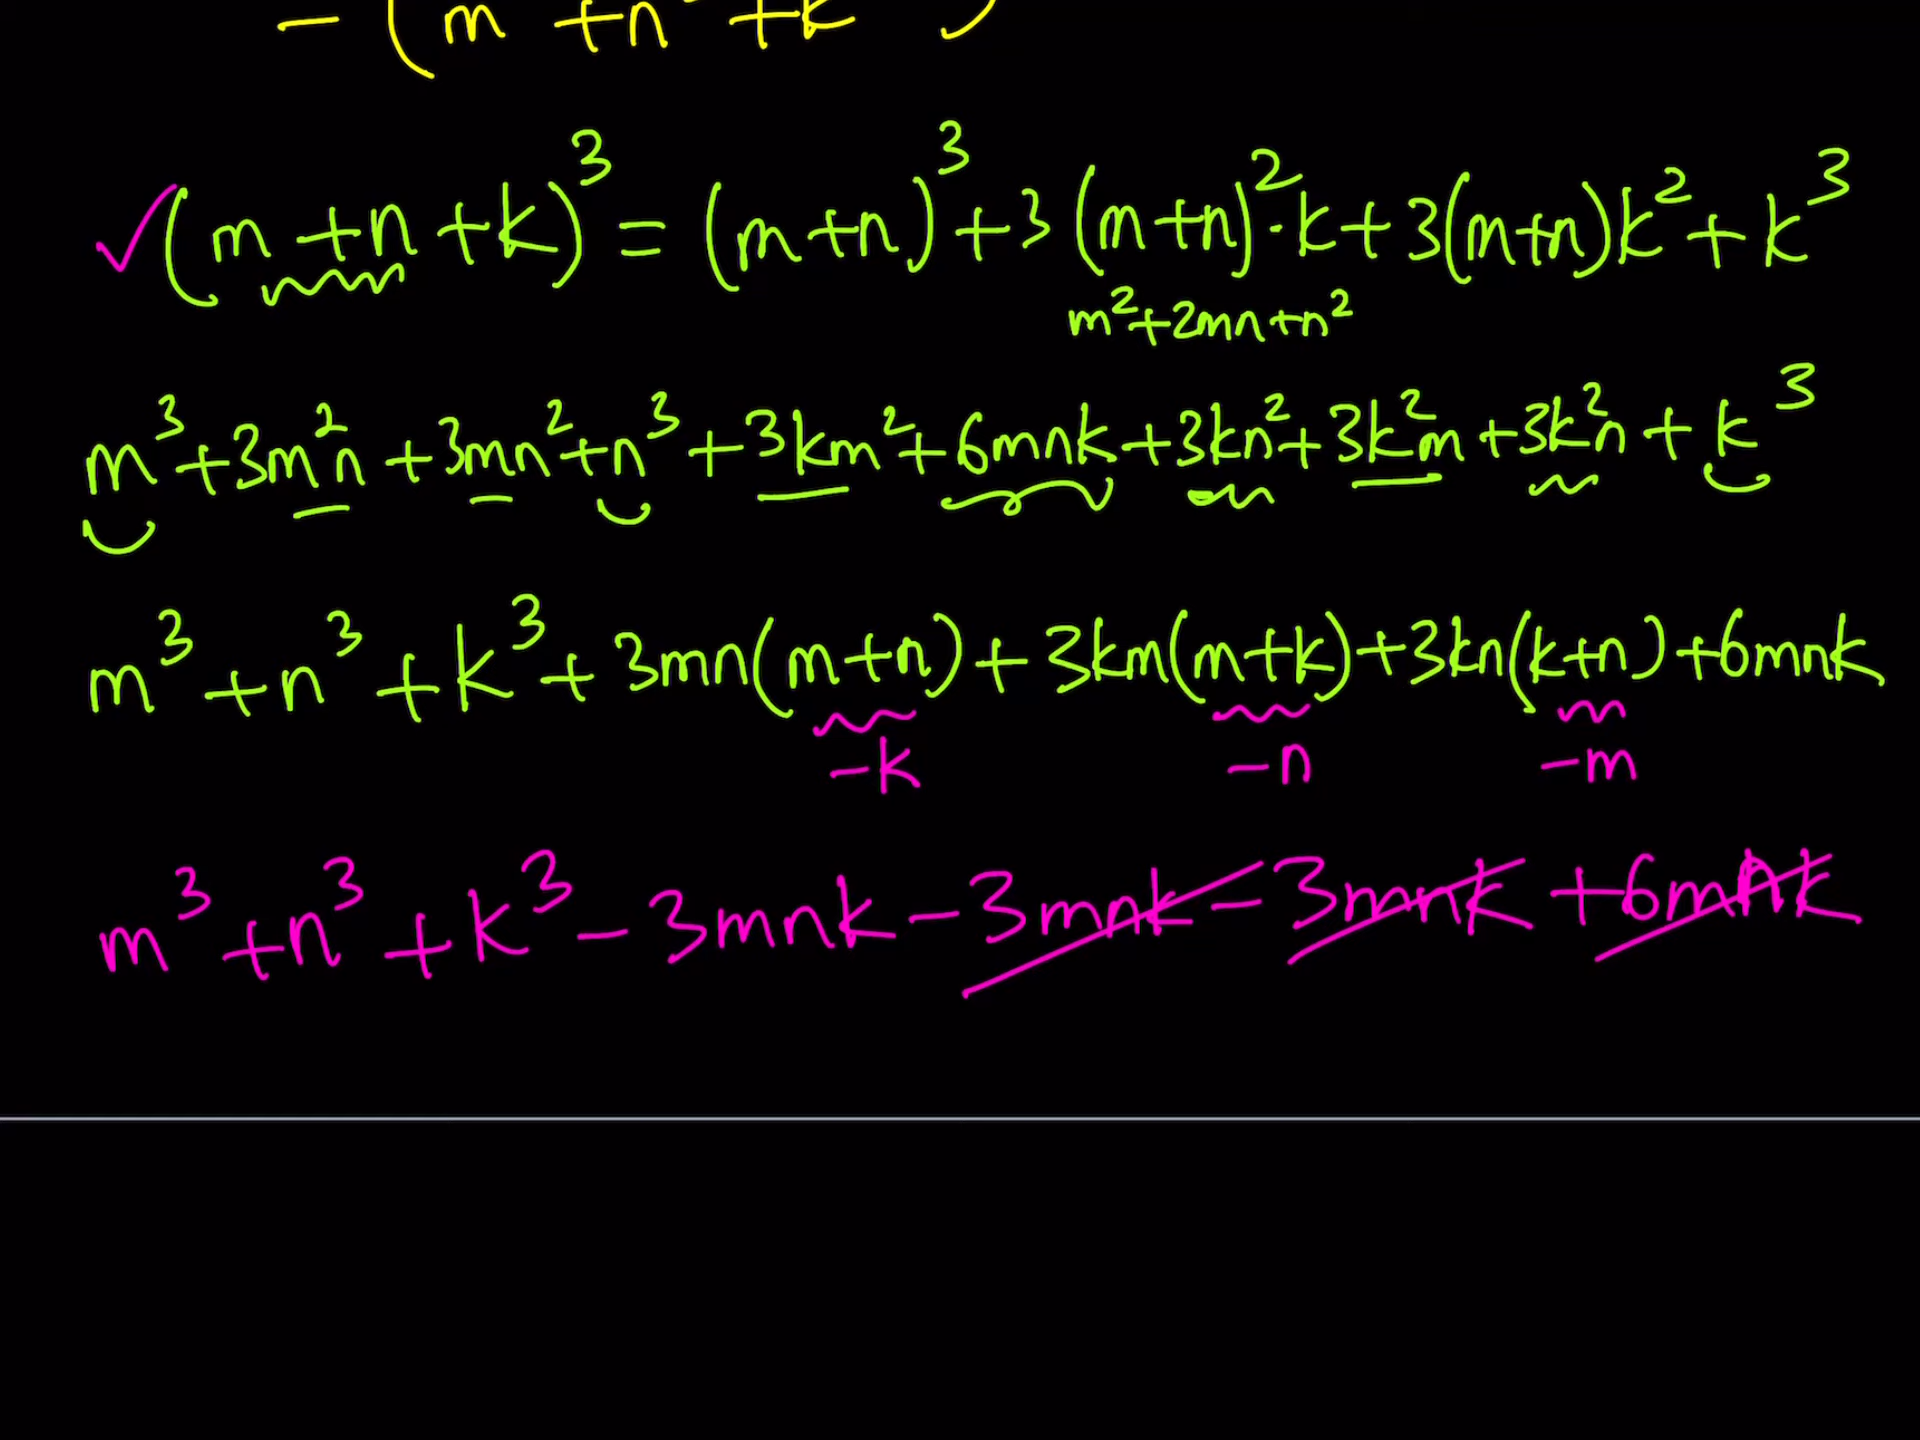 - (m + n + k )
✓(m + n + k)³ = (m+n)³ + 3(m+n)²·k + 3(m+n)k² + k³
m²+2mn+n²
m³ + 3m²n + 3mn² + n³ + 3km² + 6mnk + 3kn² + 3k²m + 3k²n + k³
m³ + n³ + k³ + 3mn(m+n) + 3km(m+k) + 3kn(k+n) + 6mnk
-k -n -m
m³ + n³ + k³ - 3mnk - 3mnk - 3mnk + 6mnk